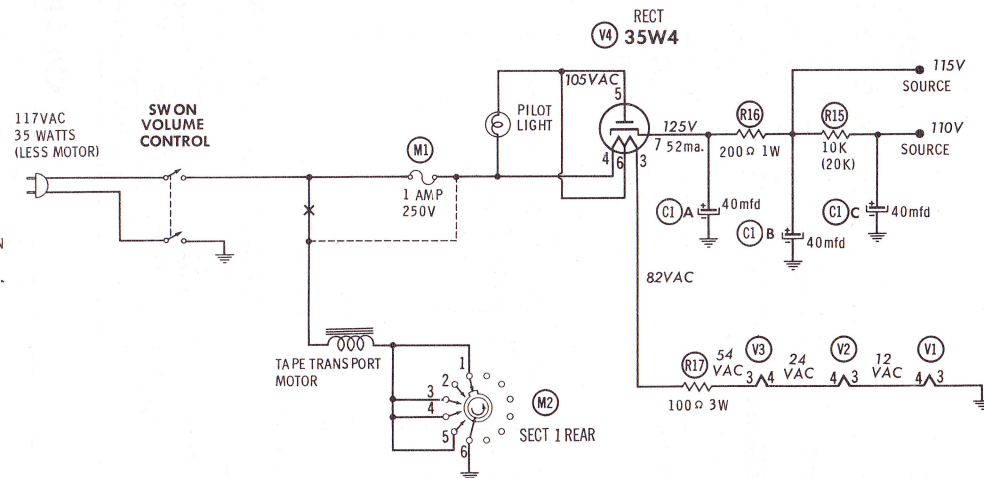 RECT
V4 35W4
105VAC
5
115V
SOURCE
117VAC
35 WATTS
(LESS MOTOR)
SW ON
VOLUME
CONTROL
PILOT
LIGHT
M1
1 AMP
250V
4 6 3
125V
7 52ma.
R16
200Ω 1W
R15
10K
(20K)
110V
SOURCE
C1 A 40mfd
C1 B 40mfd
C1 C 40mfd
N
82VAC
TAPE TRANSPORT
MOTOR
1
2
3
4
5
6
M2
SECT 1 REAR
R17
100Ω 3W
54
VAC
V3
3 4
24
VAC
V2
4 3
12
VAC
V1
4 3